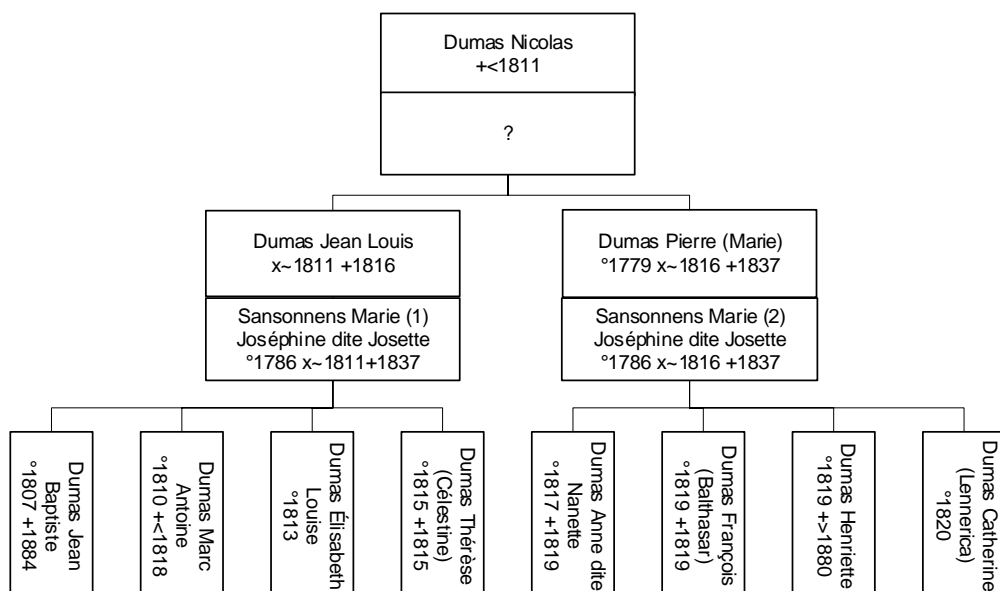 Dumas Nicolas
+<1811
?
Dumas Jean Louis
x~1811 +1816
Sansonnens Marie (1)
Joséphine dite Josette
°1786 x~1811+1837
Dumas Pierre (Marie)
°1779 x~1816 +1837
Sansonnens Marie (2)
Joséphine dite Josette
°1786 x~1816 +1837
Dumas Jean
Baptiste
°1807 +1884
Dumas Marc
Antoine
°1810 +<1818
Dumas Élisabeth
Louise
°1813
Dumas Thérèse
(Célestine)
°1815 +1815
Dumas Anne dite
Nanette
°1817 +1819
Dumas François
(Balthasar)
°1819 +1819
Dumas Henriette
°1819 +>1880
Dumas Catherine
(Lennerica)
°1820